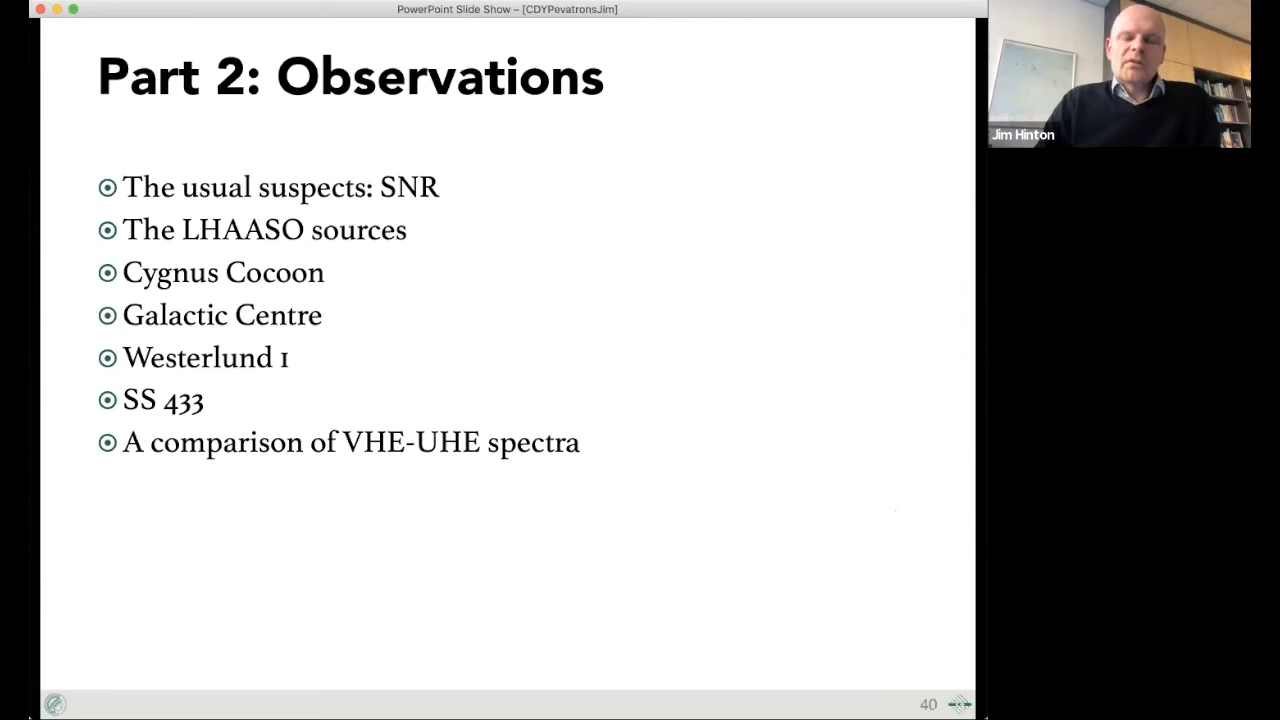 PowerPoint Slide Show – [CDYPevatronsJim]
Part 2: Observations
The usual suspects: SNR
The LHAASO sources
Cygnus Cocoon
Galactic Centre
Westerlund 1
SS 433
A comparison of VHE-UHE spectra
40
Jim Hinton